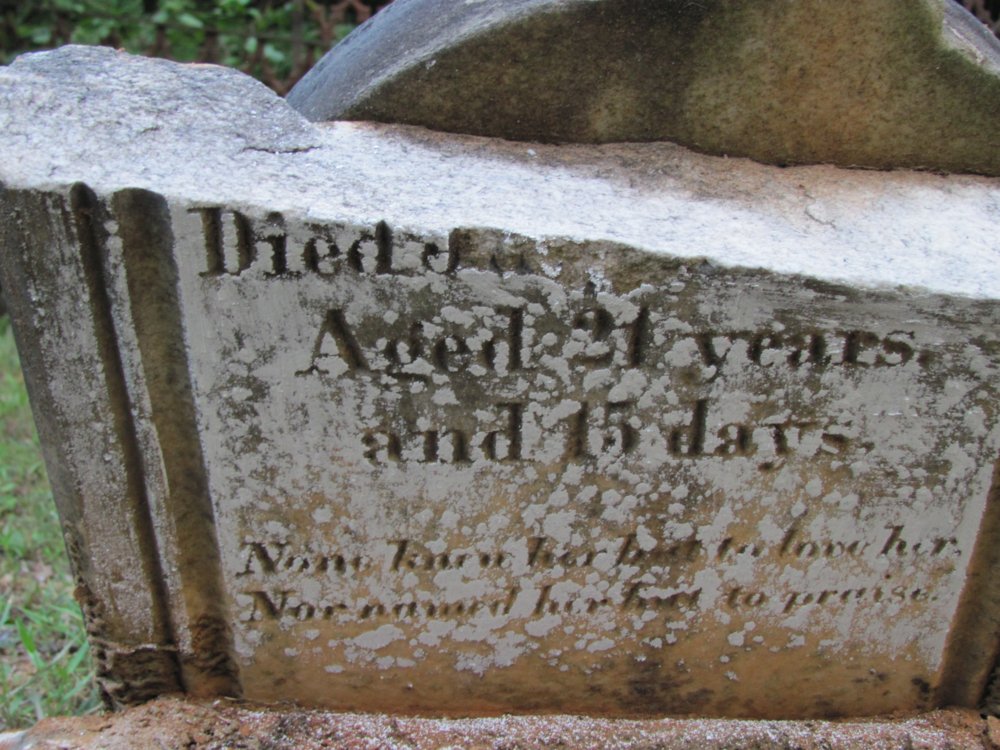 Died J
Aged 21 years.
and 15 days.
None knew her but to love her,
Nor named her but to praise.